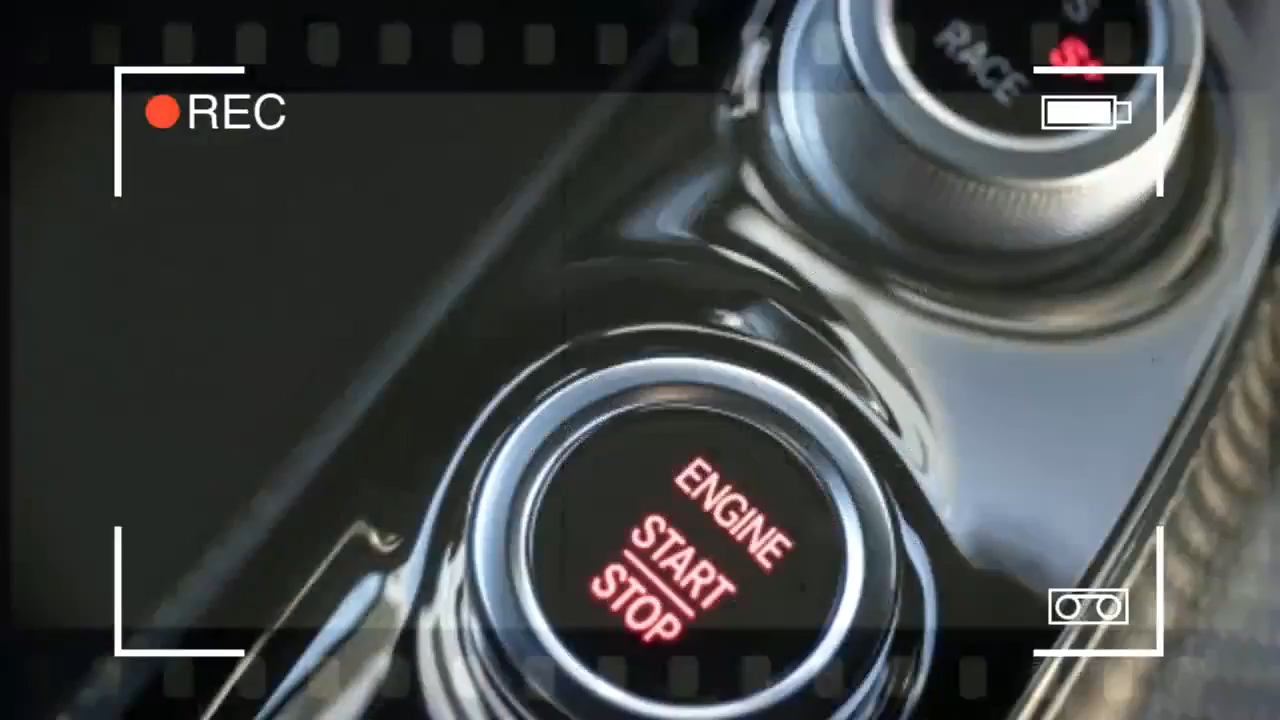 REC
RACE
S+
ENGINE
START
STOP